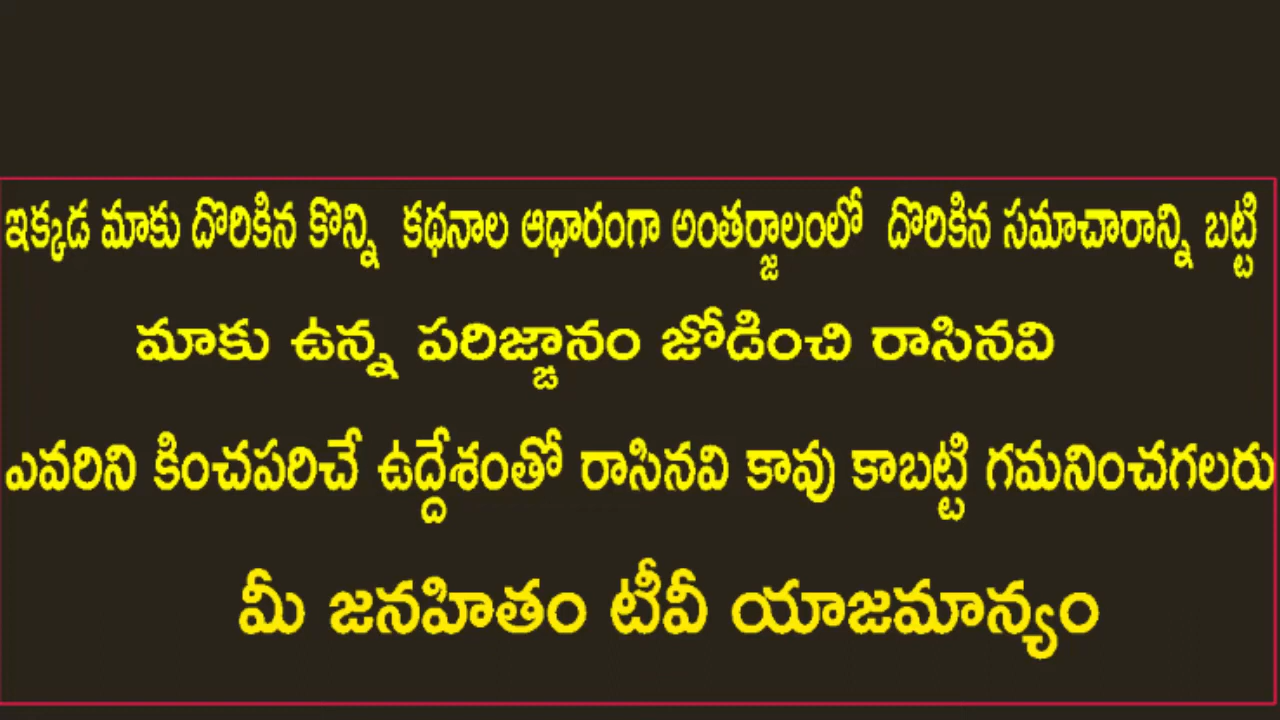 ఇక్కడ మాకు దొరికిన కొన్ని కథనాల ఆధారంగా అంతర్జాలంలో దొరికిన సమాచారాన్ని బట్టి
మాకు ఉన్న పరిజ్ఞానం జోడించి రాసినవి
ఎవరిని కించపరిచే ఉద్దేశంతో రాసినవి కావు కాబట్టి గమనించగలరు
మీ జనహితం టీవీ యాజమాన్యం